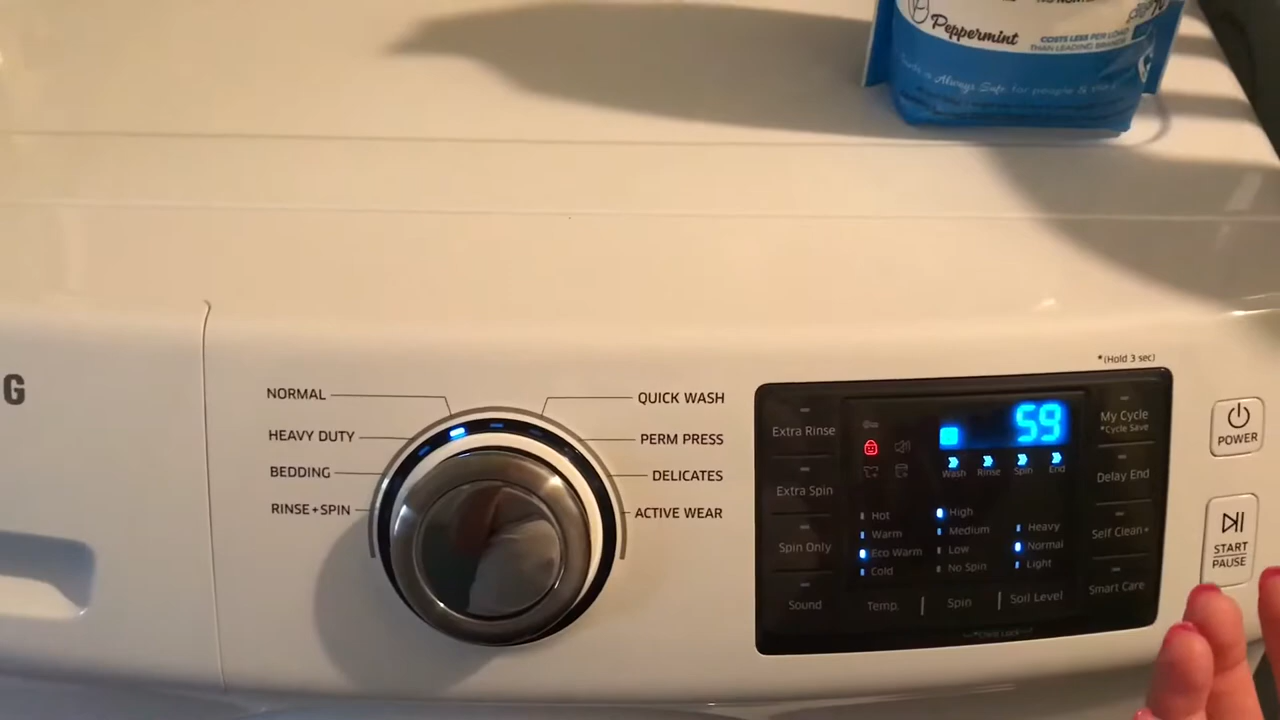 Peppermint
COSTS LESS PER LOAD
THAN LEADING BRANDS
G
NORMAL
HEAVY DUTY
BEDDING
RINSE+SPIN
QUICK WASH
PERM PRESS
DELICATES
ACTIVE WEAR
*(Hold 3 sec)
Extra Rinse
Extra Spin
Spin Only
Sound
59
Wash Rinse Spin End
Hot
Warm
Eco Warm
Cold
High
Medium
Low
No Spin
Heavy
Normal
Light
Temp. Spin Soil Level
*Child Lock
My Cycle
*Cycle Save
Delay End
Self Clean+
Smart Care
POWER
START
PAUSE